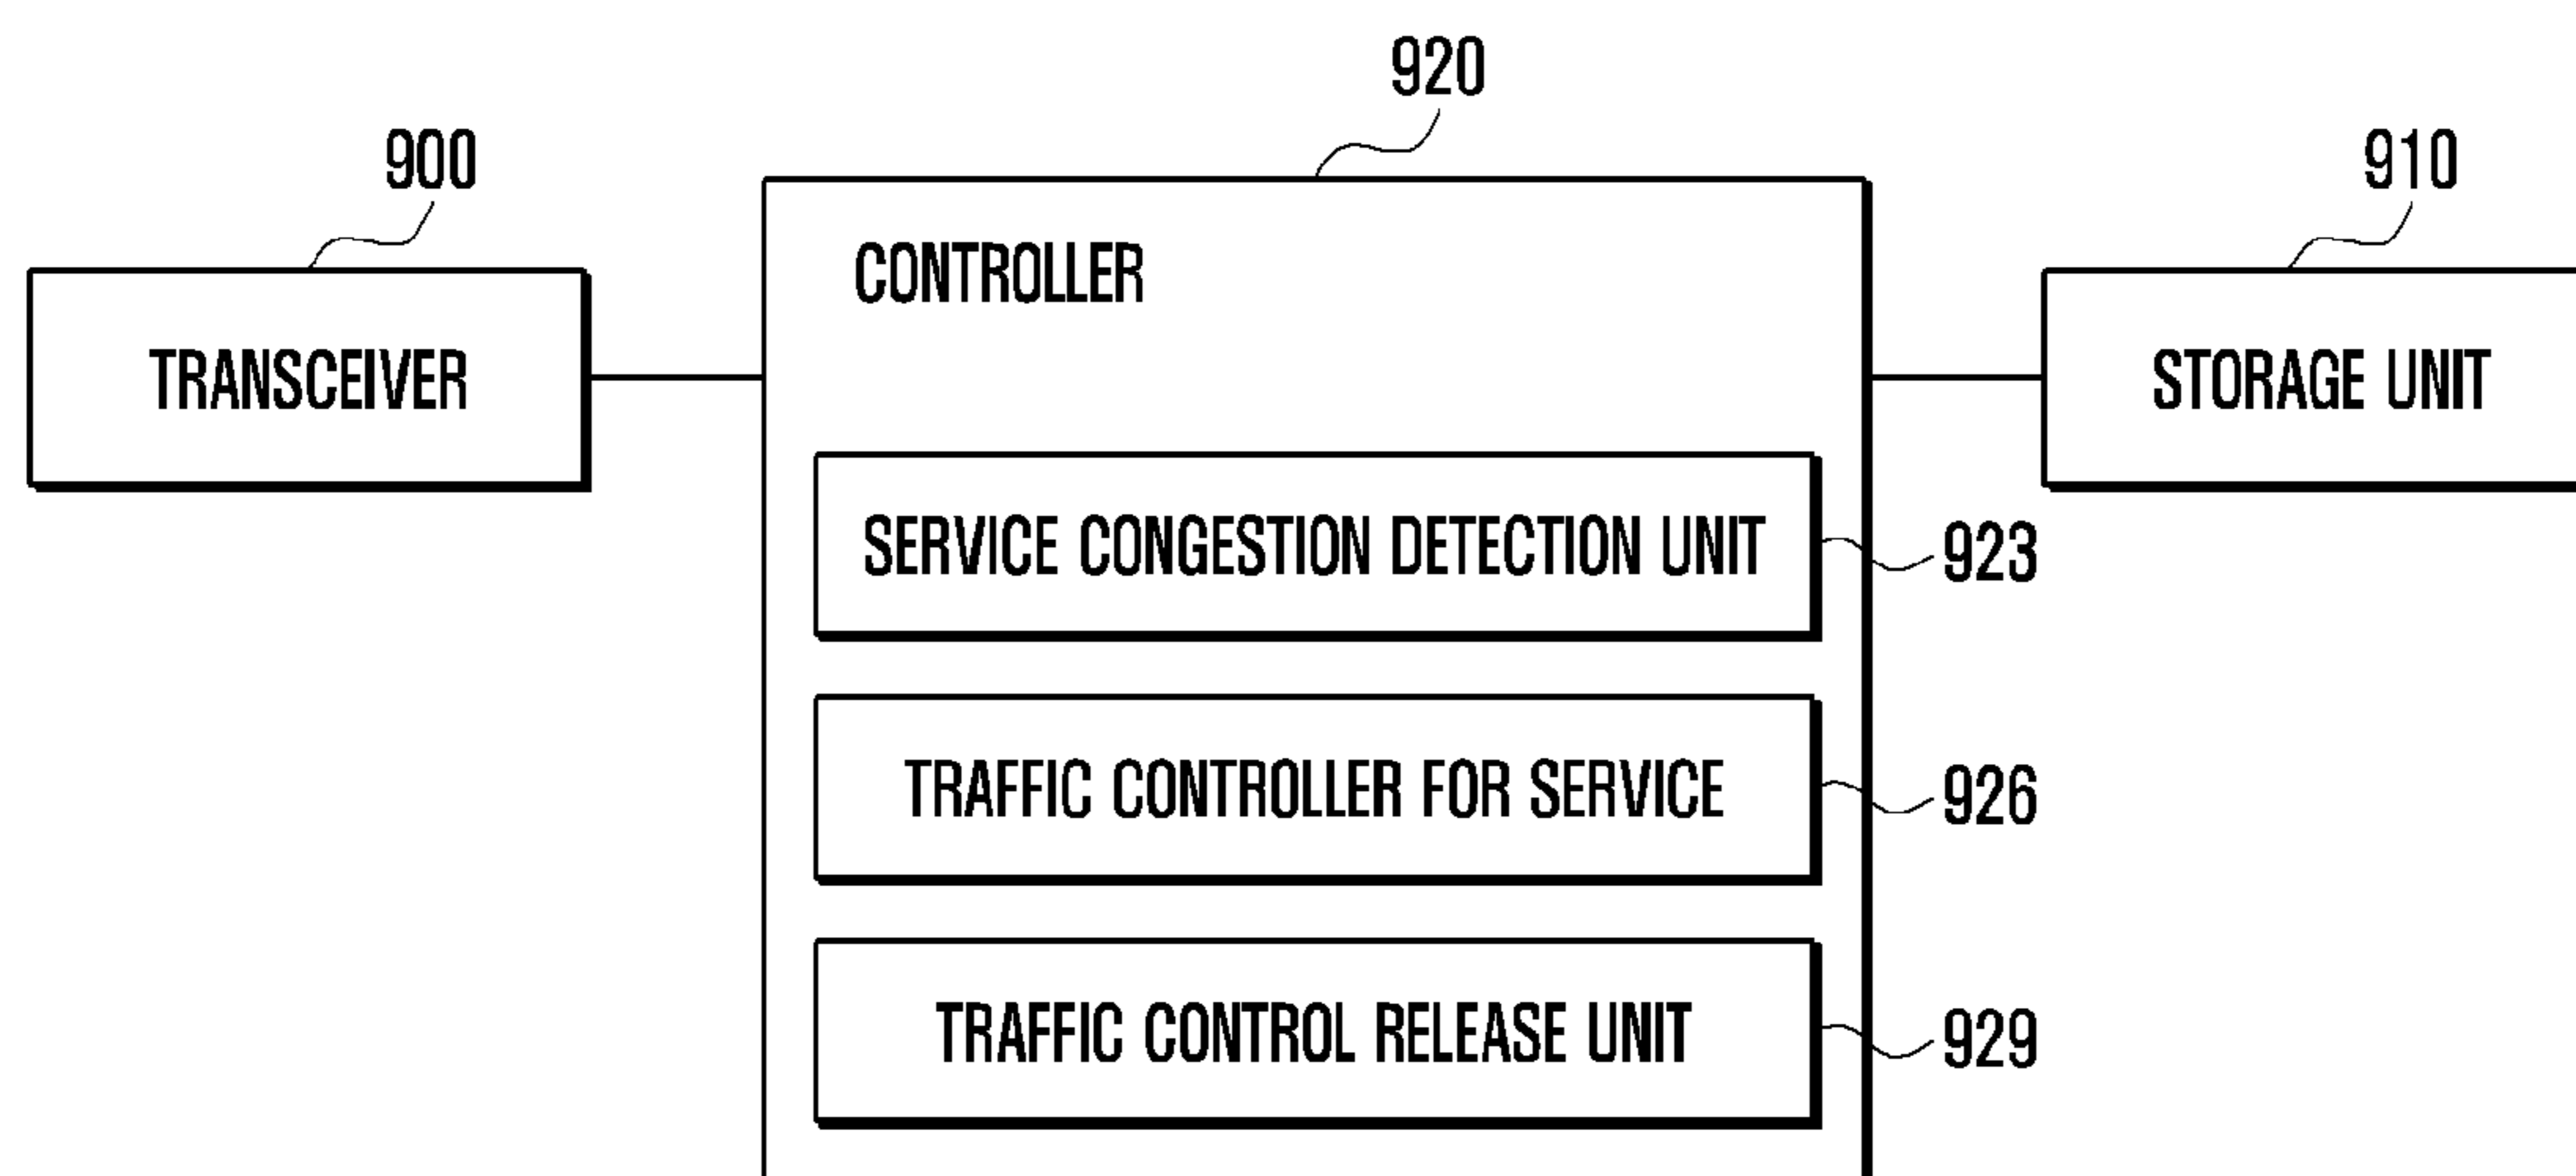 920
900
910
CONTROLLER
TRANSCEIVER
STORAGE UNIT
SERVICE CONGESTION DETECTION UNIT
923
TRAFFIC CONTROLLER FOR SERVICE
926
TRAFFIC CONTROL RELEASE UNIT
929